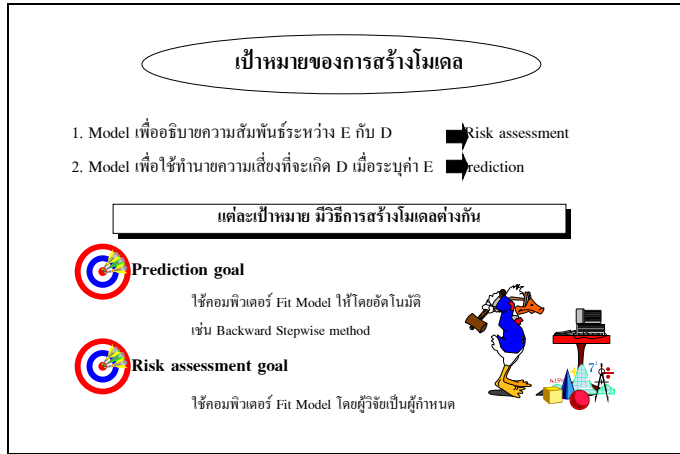 เป้าหมายของการสร้างโมเดล
1. Model เพื่ออธิบายความสัมพันธ์ระหว่าง E กับ D Risk assessment
2. Model เพื่อใช้ทำนายความเสี่ยงที่จะเกิด D เมื่อระบุค่า E rediction
แต่ละเป้าหมาย มีวิธีการสร้างโมเดลต่างกัน
Prediction goal
ใช้คอมพิวเตอร์ Fit Model ให้โดยอัตโนมัติ
เช่น Backward Stepwise method
Risk assessment goal
ใช้คอมพิวเตอร์ Fit Model โดยผู้วิจัยเป็นผู้กำหนด